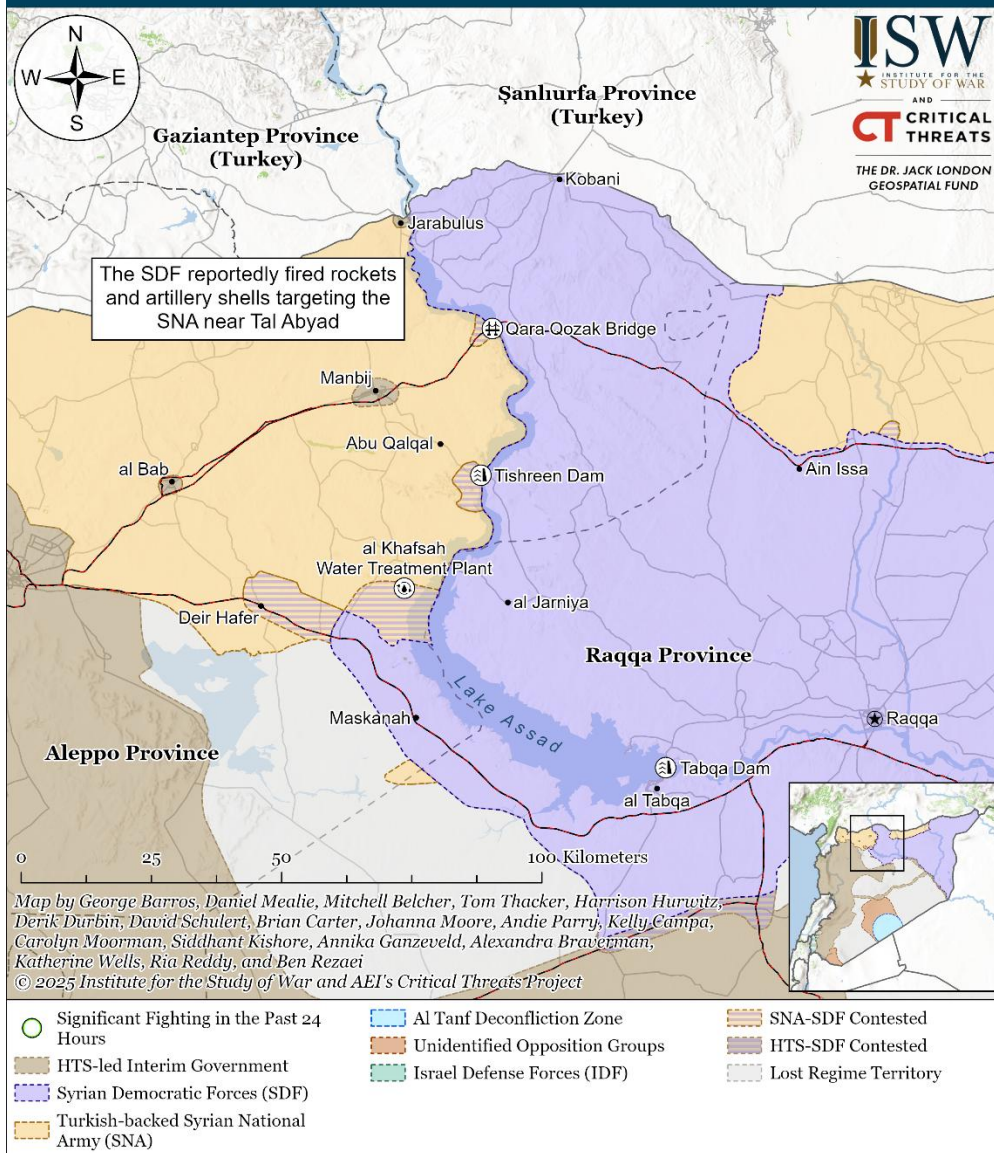 N
W
E
S
ISW
INSTITUTE FOR THE
STUDY OF WAR
AND
CT CRITICAL
THREATS
THE DR. JACK LONDON
GEOSPATIAL FUND
Şanlıurfa Province
(Turkey)
Gaziantep Province
(Turkey)
Kobani
Jarabulus
The SDF reportedly fired rockets
and artillery shells targeting the
SNA near Tal Abyad
Qara-Qozak Bridge
Manbij
Abu Qalqal
al Bab
Tishreen Dam
Ain Issa
al Khafsah
Water Treatment Plant
Deir Hafer
al Jarniya
Raqqa Province
Lake Assad
Maskanah
Raqqa
Aleppo Province
Tabqa Dam
al Tabqa
0 25 50 100 Kilometers
Map by George Barros, Daniel Mealie, Mitchell Belcher, Tom Thacker, Harrison Hurwitz,
Derik Durbin, David Schulert, Brian Carter, Johanna Moore, Andie Parry, Kelly Campa,
Carolyn Moorman, Siddhant Kishore, Annika Ganzeveld, Alexandra Braverman,
Katherine Wells, Ria Reddy, and Ben Rezaei
© 2025 Institute for the Study of War and AEI's Critical Threats Project
Significant Fighting in the Past 24
Hours
HTS-led Interim Government
Syrian Democratic Forces (SDF)
Turkish-backed Syrian National
Army (SNA)
Al Tanf Deconfliction Zone
Unidentified Opposition Groups
Israel Defense Forces (IDF)
SNA-SDF Contested
HTS-SDF Contested
Lost Regime Territory